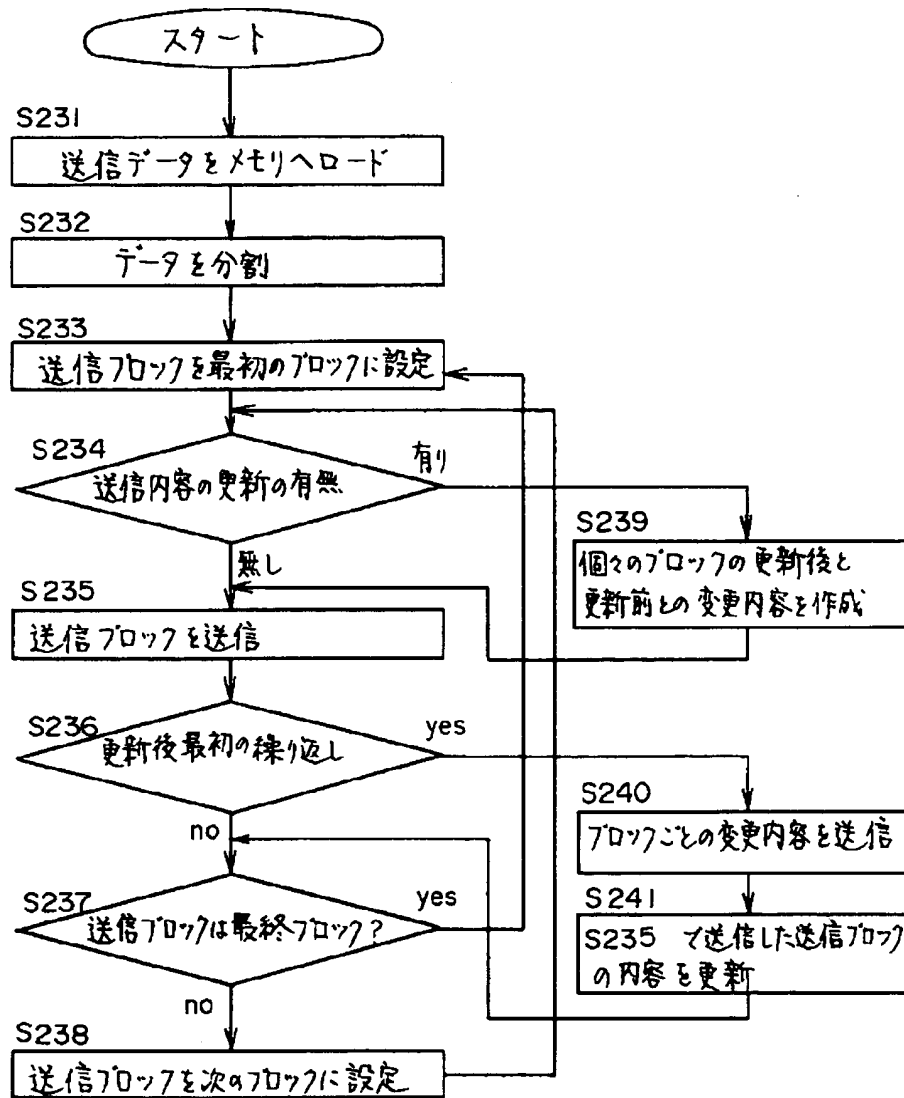 スタート
S231
送信データをメモリへロード
S232
データを分割
S233
送信ブロックを最初のブロックに設定
S234
送信内容の更新の有無
有り
無し
S239
個々のブロックの更新後と
更新前との変更内容を作成
S235
送信ブロックを送信
S236
更新後最初の繰り返し
yes
no
S240
ブロックごとの変更内容を送信
S241
S235 で送信した送信ブロック
の内容を更新
S237
送信ブロックは最終ブロック?
yes
no
S238
送信ブロックを次のブロックに設定